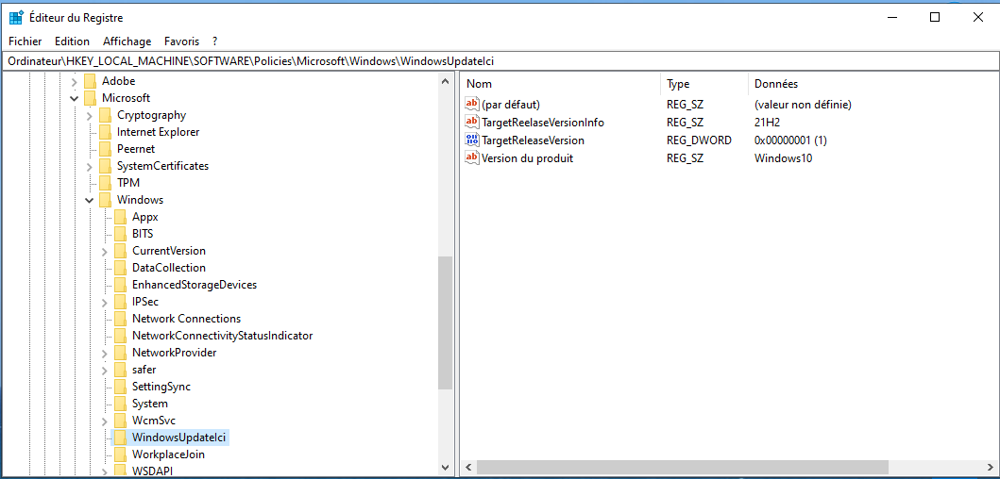 Éditeur du Registre
Fichier Edition Affichage Favoris ?
Ordinateur\HKEY_LOCAL_MACHINE\SOFTWARE\Policies\Microsoft\Windows\WindowsUpdateIci
Adobe
Microsoft
Cryptography
Internet Explorer
Peernet
SystemCertificates
TPM
Windows
Appx
BITS
CurrentVersion
DataCollection
EnhancedStorageDevices
IPSec
Network Connections
NetworkConnectivityStatusIndicator
NetworkProvider
safer
SettingSync
System
WcmSvc
WindowsUpdateIci
WorkplaceJoin
WSDAPI
Nom Type Données
(par défaut) REG_SZ (valeur non définie)
TargetReelaseVersionInfo REG_SZ 21H2
TargetReleaseVersion REG_DWORD 0x00000001 (1)
Version du produit REG_SZ Windows10